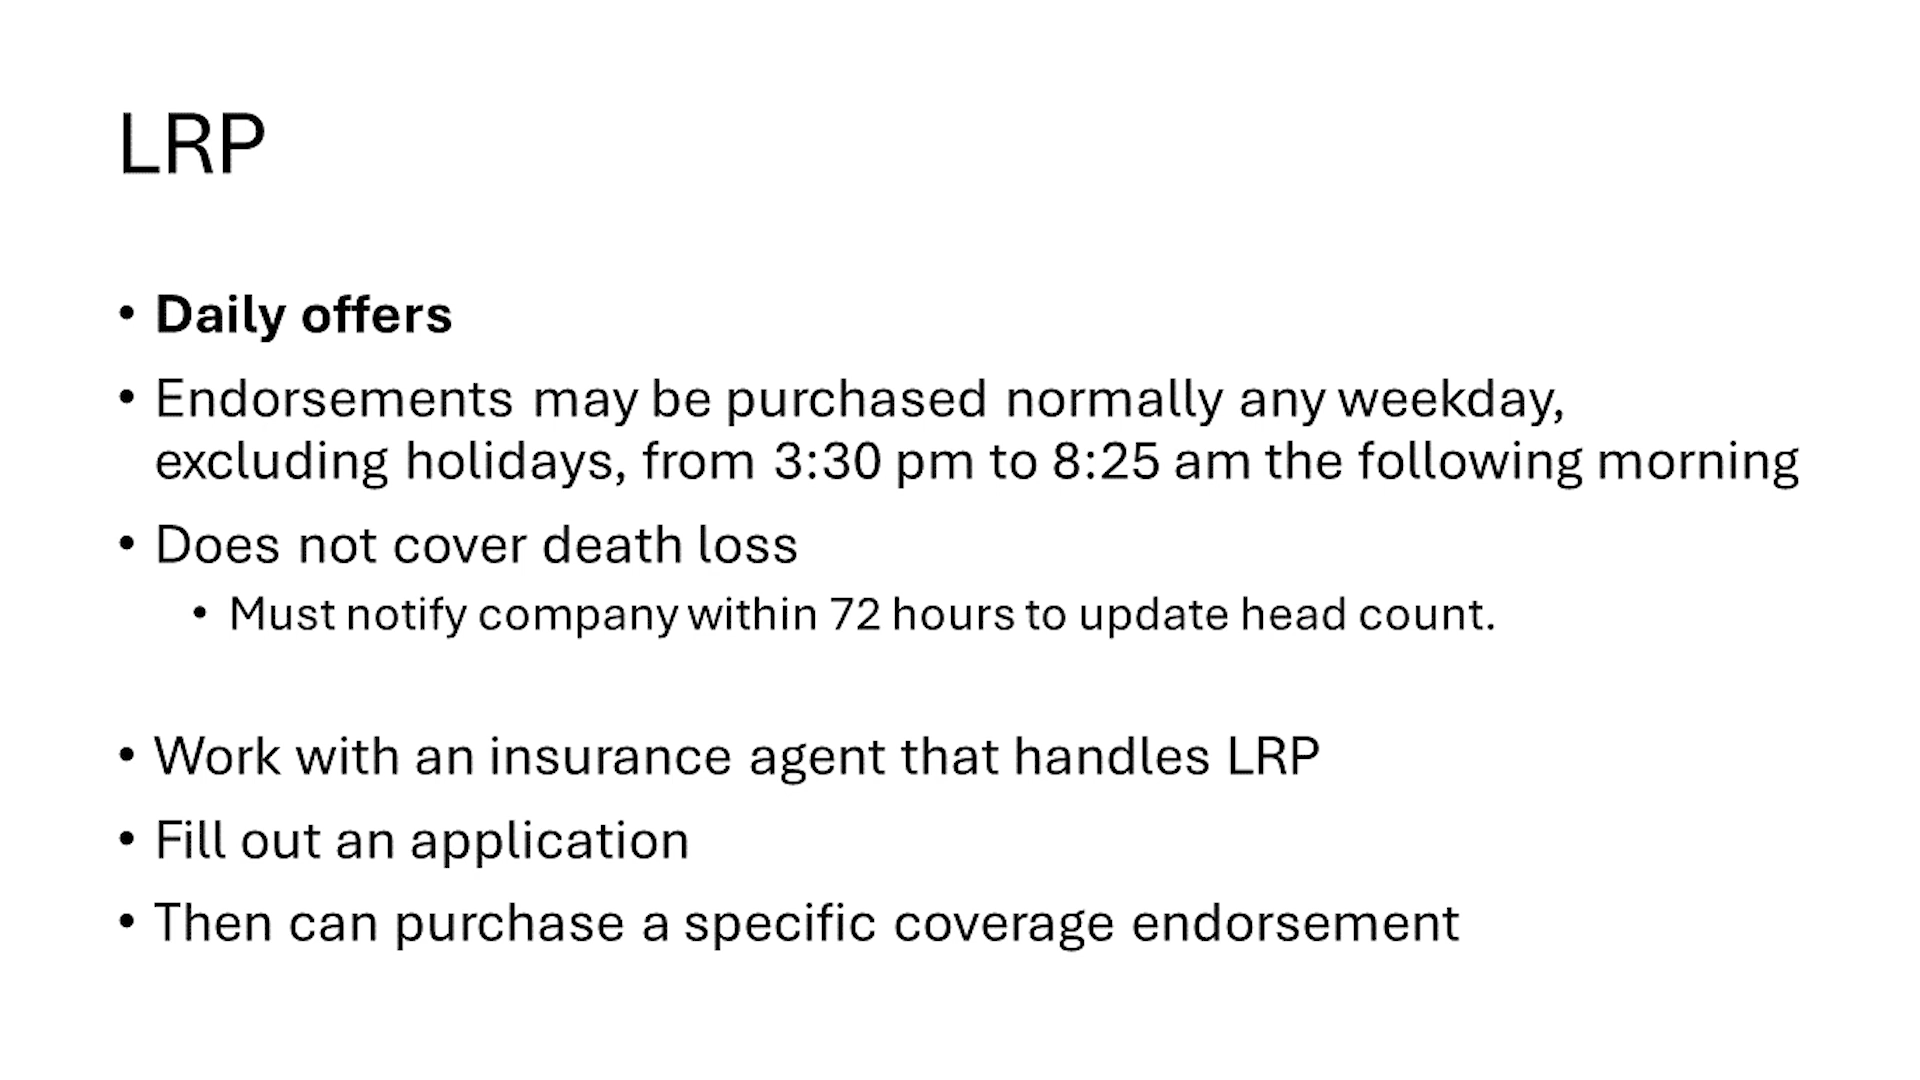 LRP
• Daily offers
• Endorsements may be purchased normally any weekday,
excluding holidays, from 3:30 pm to 8:25 am the following morning
• Does not cover death loss
• Must notify company within 72 hours to update head count.
• Work with an insurance agent that handles LRP
• Fill out an application
• Then can purchase a specific coverage endorsement